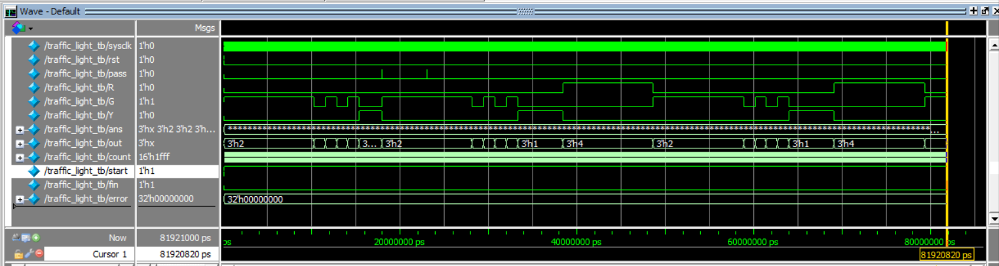 Wave - Default
Msgs
/traffic_light_tb/sysclk 1'h0
/traffic_light_tb/rst 1'h0
/traffic_light_tb/pass 1'h0
/traffic_light_tb/R 1'h0
/traffic_light_tb/G 1'h1
/traffic_light_tb/Y 1'h0
/traffic_light_tb/ans 3'hx 3'h2 3'h2 3'h...
/traffic_light_tb/out 3'hx 3'h2 3... 3'h2 3'h1 3'h4 3'h2 3'h1 3'h4
/traffic_light_tb/count 16'h1fff
/traffic_light_tb/start 1'h1
/traffic_light_tb/fin 1'h1
/traffic_light_tb/error 32'h00000000 32'h00000000
Now 81921000 ps ps 20000000 ps 40000000 ps 60000000 ps 80000000 ps
Cursor 1 81920820 ps 81920820 ps